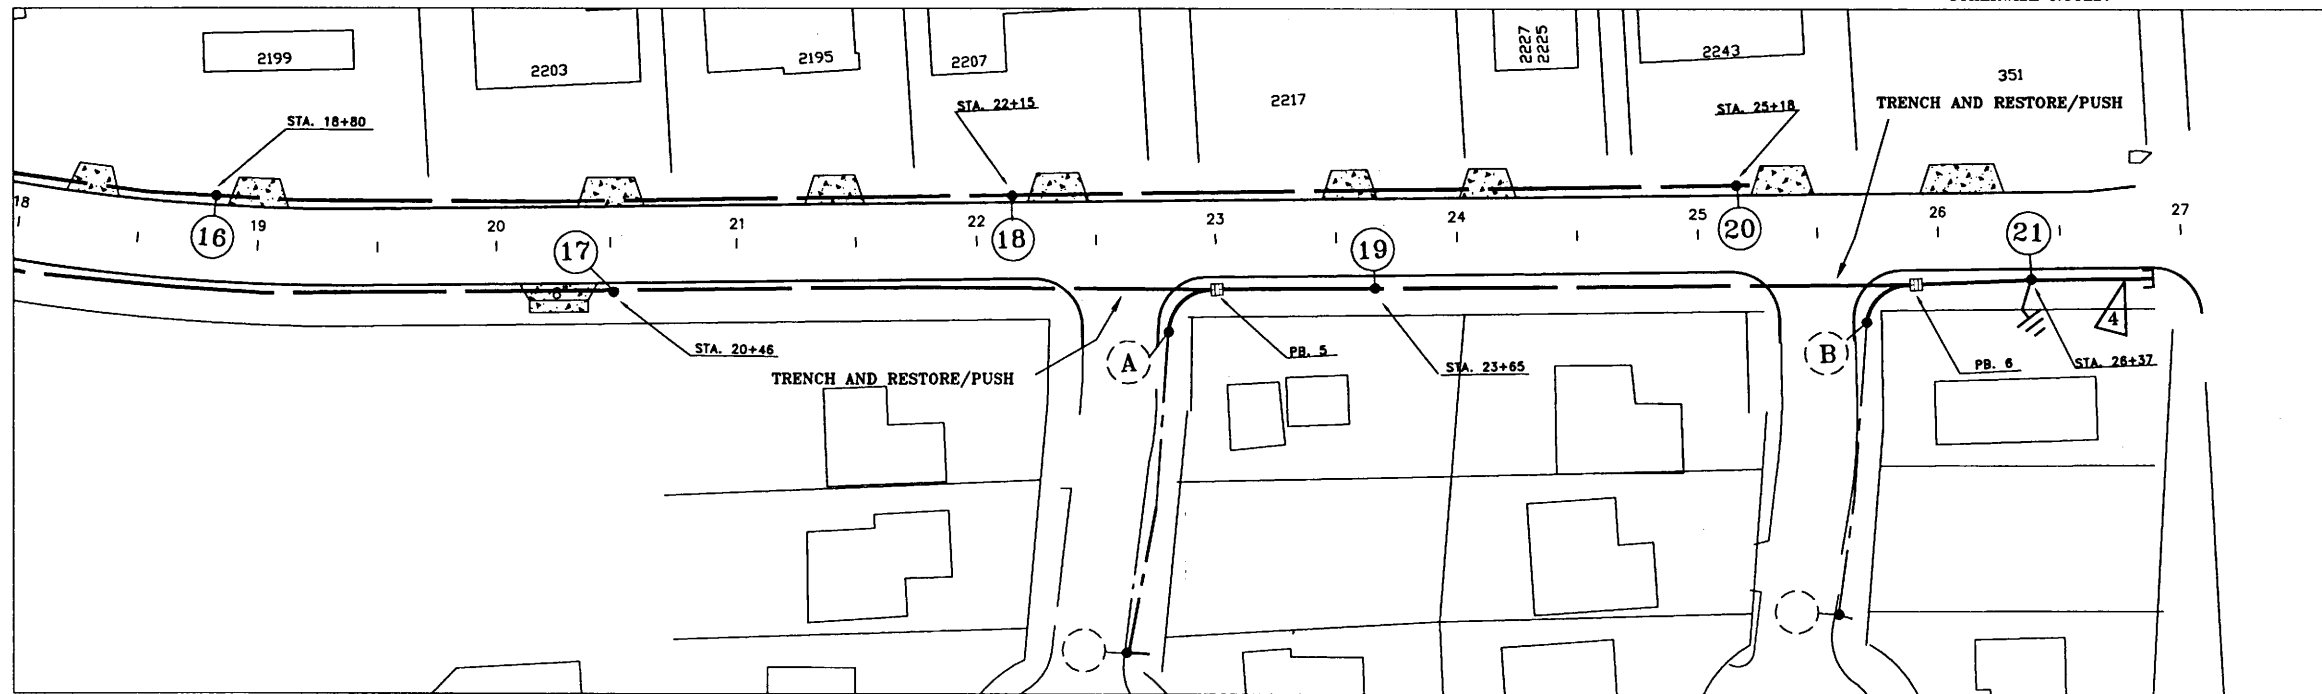 2199
2203
2195
2207
2217
2227
2225
2243
351
STA. 18+80
STA. 22+15
STA. 25+18
TRENCH AND RESTORE/PUSH
18
19
20
21
22
23
24
25
26
27
16
17
18
19
20
21
6
STA. 20+46
TRENCH AND RESTORE/PUSH
A
PB. 5
STA. 23+65
B
PB. 6
STA. 26+37
4